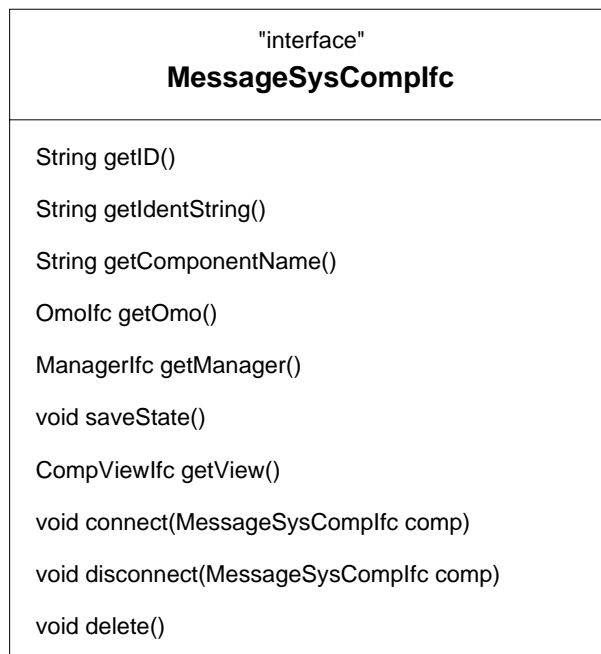 "interface"
MessageSysCompIfc
String getID()
String getIdentString()
String getComponentName()
OmoIfc getOmo()
ManagerIfc getManager()
void saveState()
CompViewIfc getView()
void connect(MessageSysCompIfc comp)
void disconnect(MessageSysCompIfc comp)
void delete()